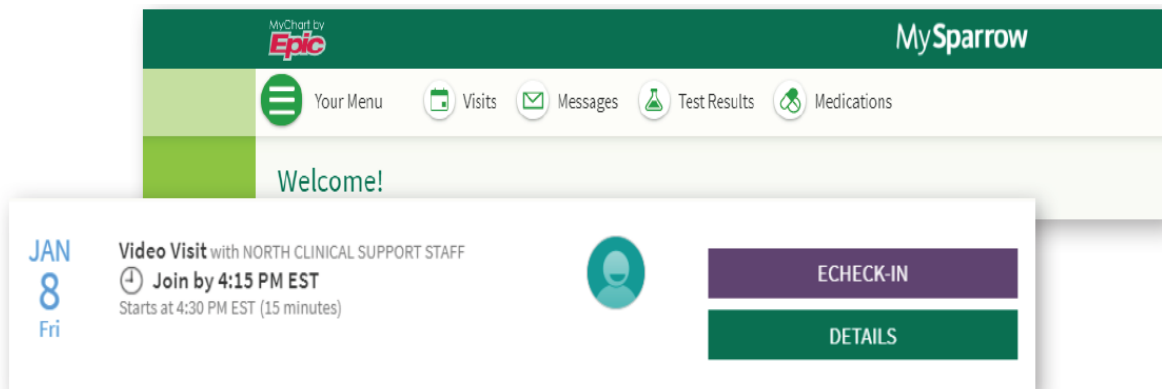 MyChart by
Epic
MySparrow
Your Menu
Visits
Messages
Test Results
Medications
Welcome!
JAN
8
Fri
Video Visit with NORTH CLINICAL SUPPORT STAFF
Join by 4:15 PM EST
Starts at 4:30 PM EST (15 minutes)
ECHECK-IN
DETAILS